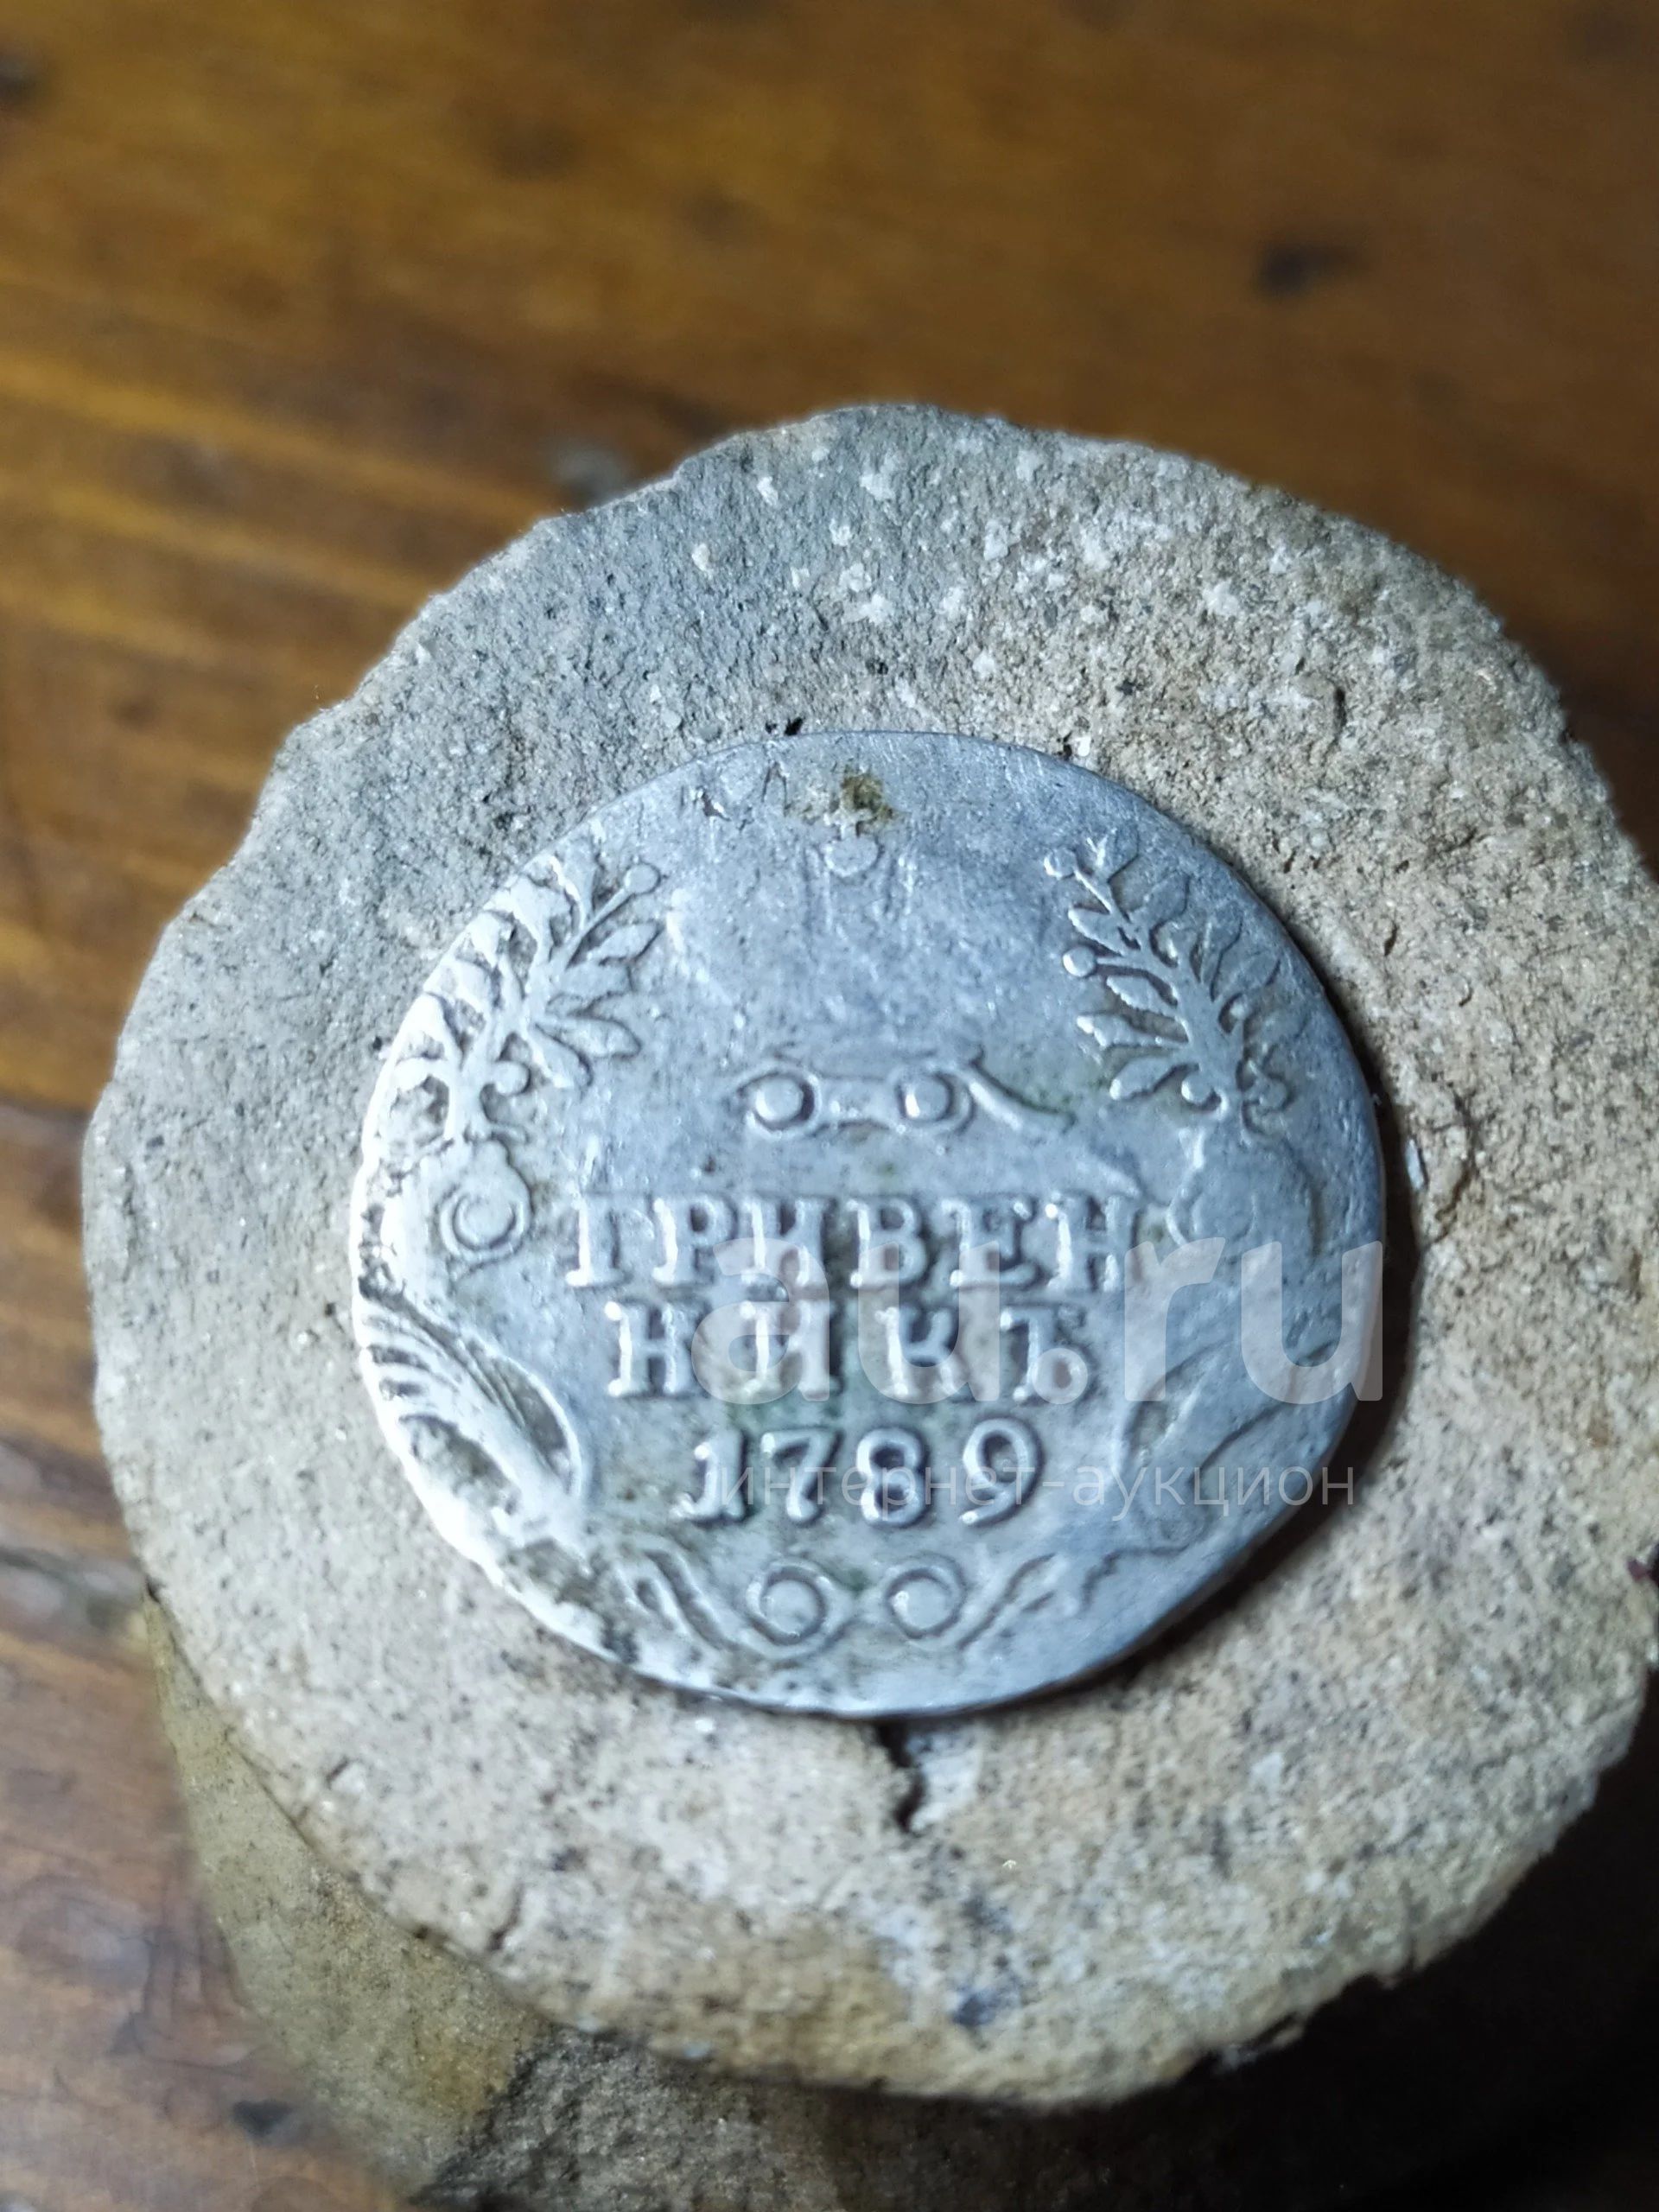 ГРИВЕН
НИКЪ
1789
au.ru
интернет-аукцион